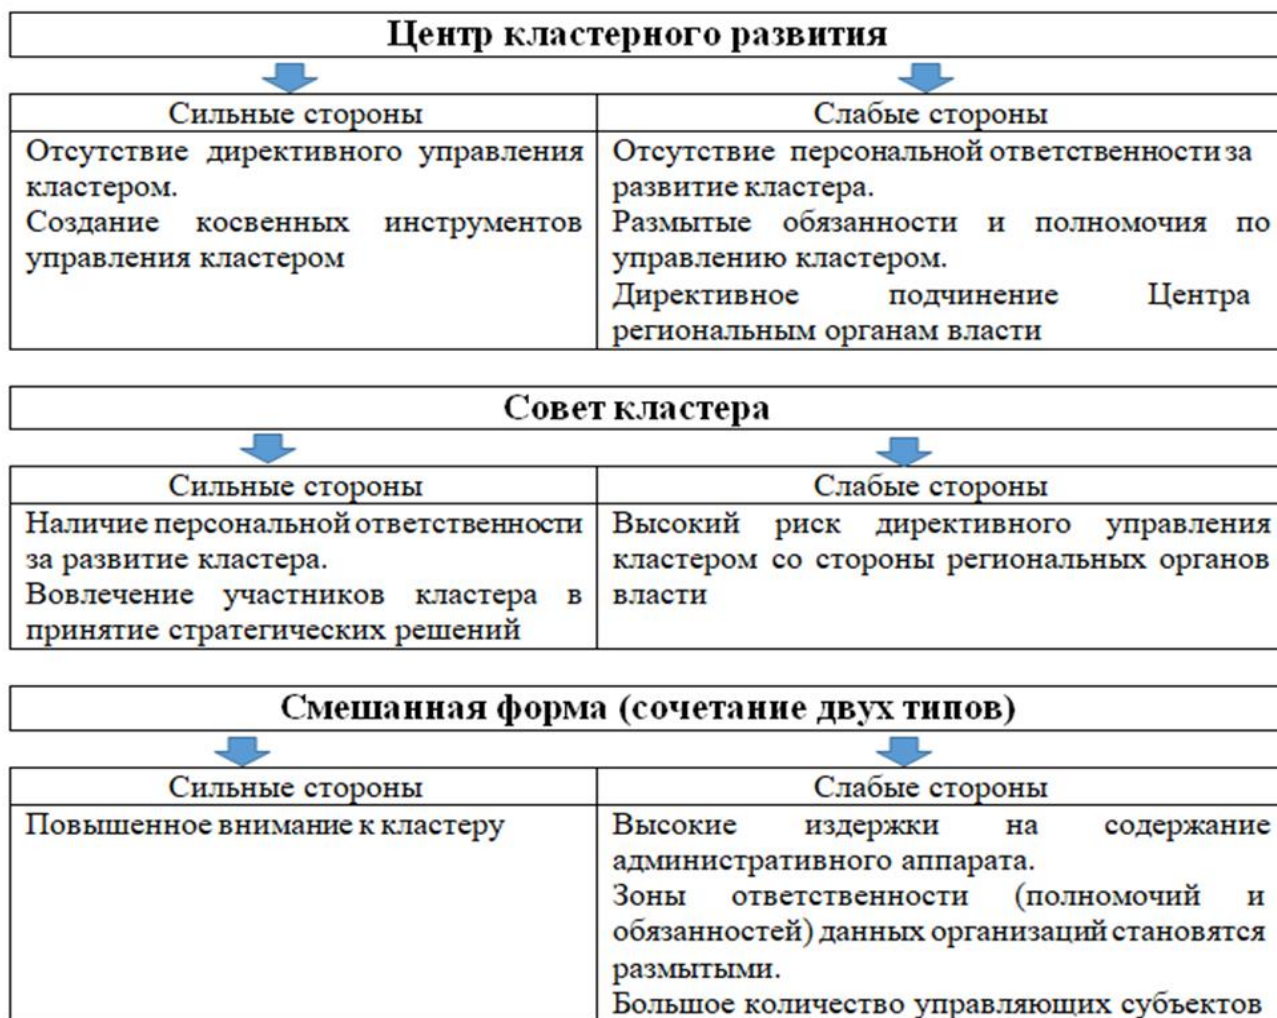 Центр кластерного развития
Сильные стороны
Слабые стороны
Отсутствие директивного управления
кластером.
Создание косвенных инструментов
управления кластером
Отсутствие персональной ответственности за
развитие кластера.
Размытые обязанности и полномочия по
управлению кластером.
Директивное подчинение Центра
региональным органам власти
Совет кластера
Сильные стороны
Слабые стороны
Наличие персональной ответственности
за развитие кластера.
Вовлечение участников кластера в
принятие стратегических решений
Высокий риск директивного управления
кластером со стороны региональных органов
власти
Смешанная форма (сочетание двух типов)
Сильные стороны
Слабые стороны
Повышенное внимание к кластеру
Высокие издержки на содержание
административного аппарата.
Зоны ответственности (полномочий и
обязанностей) данных организаций становятся
размытыми.
Большое количество управляющих субъектов